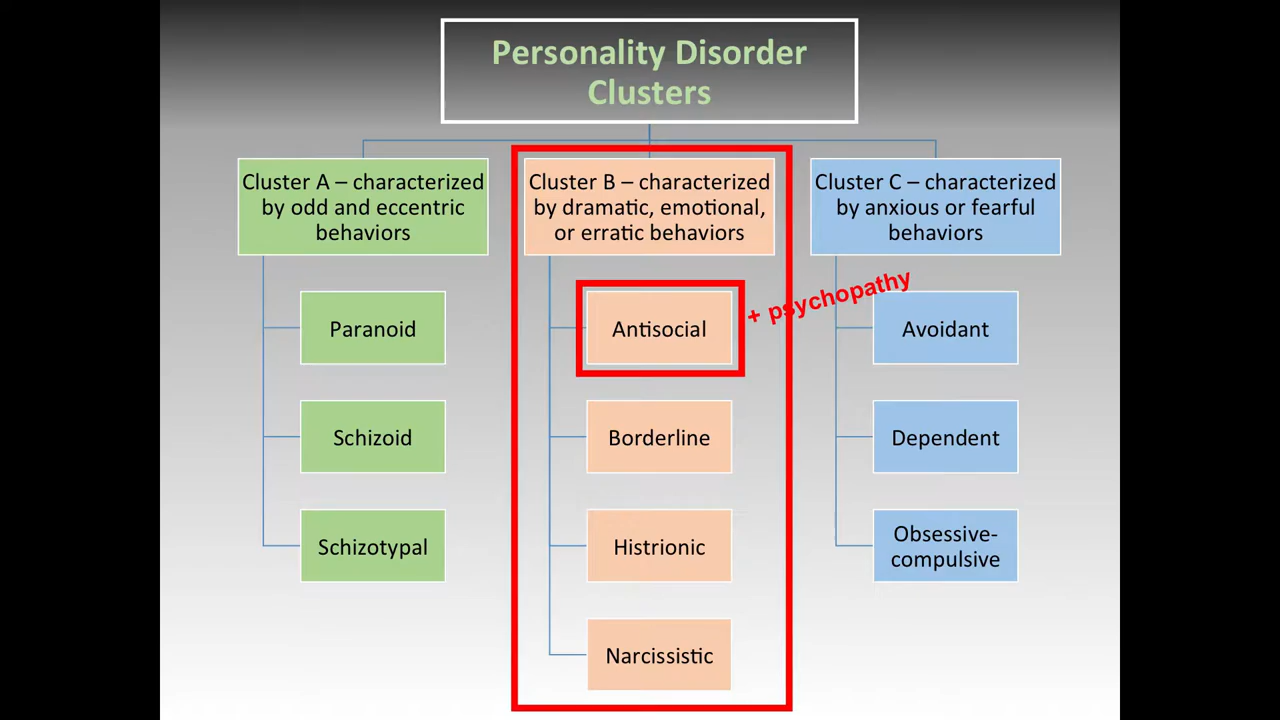 Personality Disorder
Clusters
Cluster A – characterized
by odd and eccentric
behaviors
Paranoid
Schizoid
Schizotypal
Cluster B – characterized
by dramatic, emotional,
or erratic behaviors
Antisocial
+ psychopathy
Borderline
Histrionic
Narcissistic
Cluster C – characterized
by anxious or fearful
behaviors
Avoidant
Dependent
Obsessive-
compulsive